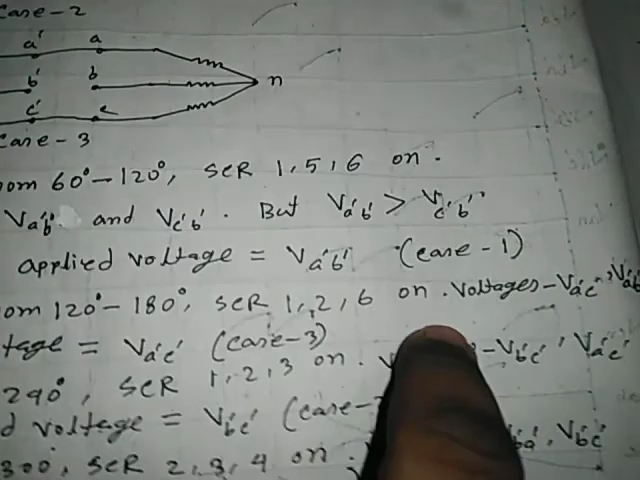 Case-2
a' a
b' b n
c' c
Case-3
om 60°-120°, SCR 1,5,6 on.
Va'b' and Vc'b'. But Va'b' > Vc'b'
applied voltage = Va'b' (case-1)
om 120°-180°, SCR 1,2,6 on. Voltages-Va'c', Va'b'
tage = Va'c' (case-3)
240°, SCR 1,2,3 on. -Vb'c', Va'c'
d voltage = Vb'c' (case-
300°, SCR 2,3,4 on. Vb'c'